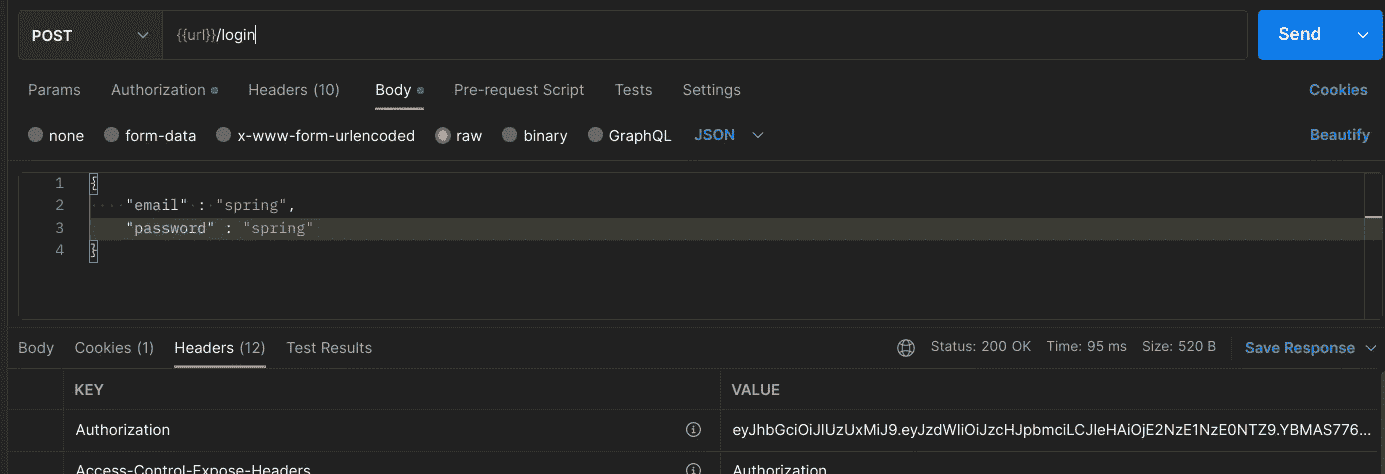 POST {{url}}/login Send
Params Authorization Headers (10) Body Pre-request Script Tests Settings Cookies
none form-data x-www-form-urlencoded raw binary GraphQL JSON Beautify
1 {
2 "email" : "spring",
3 "password" : "spring"
4 }
Body Cookies (1) Headers (12) Test Results Status: 200 OK Time: 95 ms Size: 520 B Save Response
KEY VALUE
Authorization eyJhbGciOiJIUzUxMiJ9.eyJzdWIiOiJzcHJpbmciLCJleHAiOjE2NzE1NzE0NTZ9.YBMAS776...
Access-Control-Expose-Headers Authorization